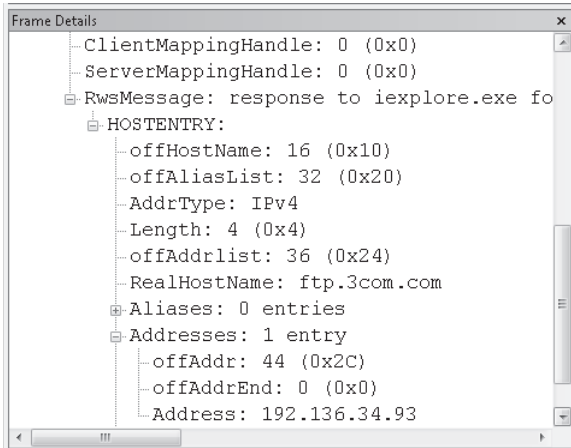 Frame Details
ClientMappingHandle: 0 (0x0)
ServerMappingHandle: 0 (0x0)
RwsMessage: response to iexplore.exe fo
HOSTENTRY:
offHostName: 16 (0x10)
offAliasList: 32 (0x20)
AddrType: IPv4
Length: 4 (0x4)
offAddrlist: 36 (0x24)
RealHostName: ftp.3com.com
Aliases: 0 entries
Addresses: 1 entry
offAddr: 44 (0x2C)
offAddrEnd: 0 (0x0)
Address: 192.136.34.93